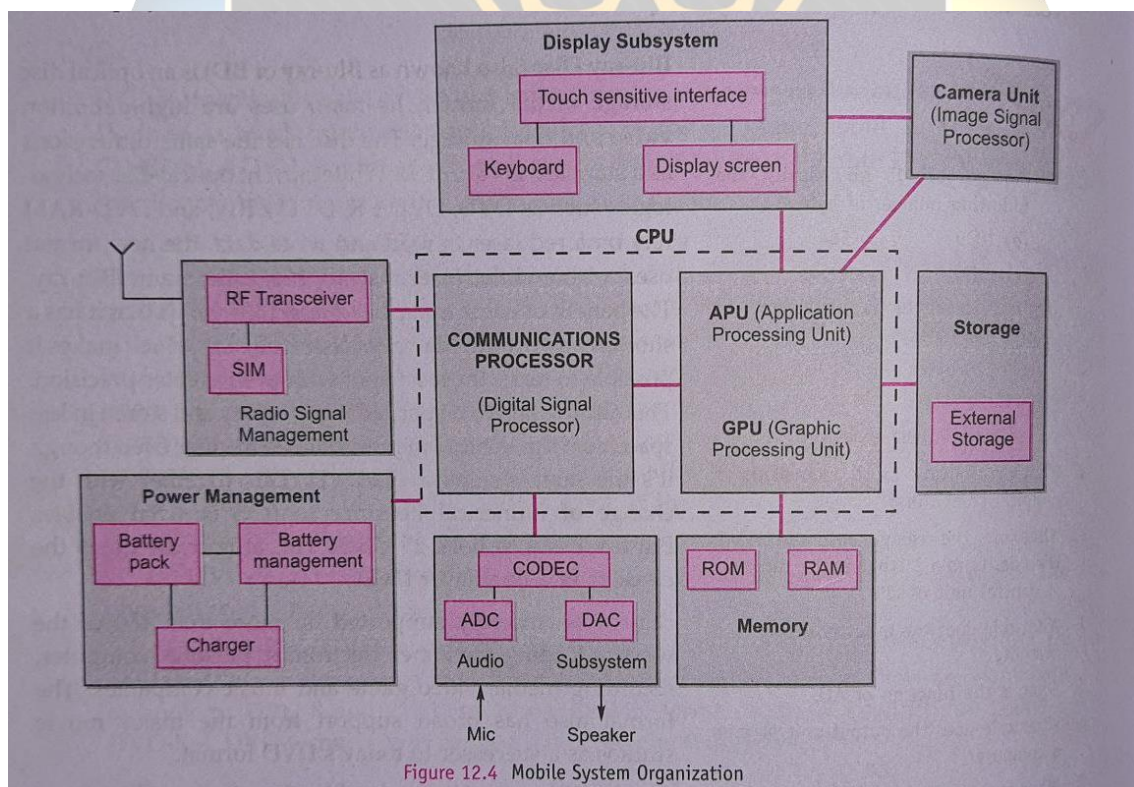 Display Subsystem
Touch sensitive interface
Keyboard
Display screen
Camera Unit
(Image Signal
Processor)
CPU
RF Transceiver
SIM
Radio Signal
Management
COMMUNICATIONS
PROCESSOR
(Digital Signal
Processor)
APU (Application
Processing Unit)
GPU (Graphic
Processing Unit)
Storage
External
Storage
Power Management
Battery
pack
Battery
management
Charger
CODEC
ADC
DAC
Audio
Subsystem
Mic
Speaker
ROM
RAM
Memory
Figure 12.4 Mobile System Organization